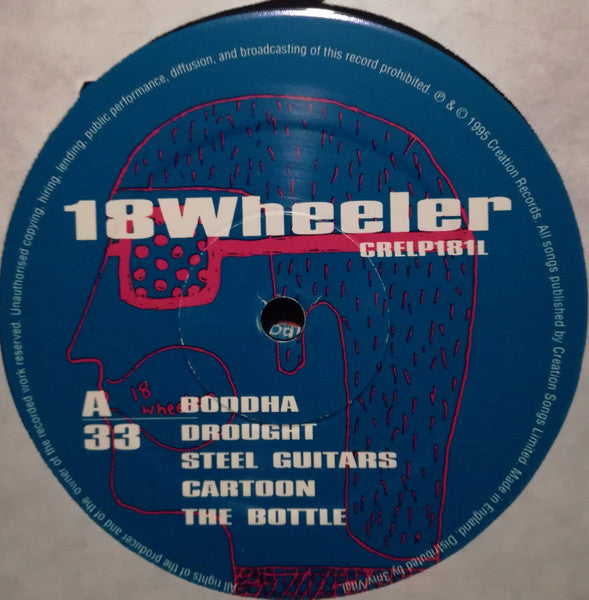 All rights of the producer and of the Owner of the recorded work reserved. Unauthorised copying, hiring, lending, public performance, diffusion, and broadcasting of this record prohibited. ℗ & © 1995 Creation Records. All songs published by Creation Songs Limited. Made in England. Distributed by 3mv/Vital.
18Wheeler
CRELP181L
18
A
33
BODDHA
DROUGHT
STEEL GUITARS
CARTOON
THE BOTTLE